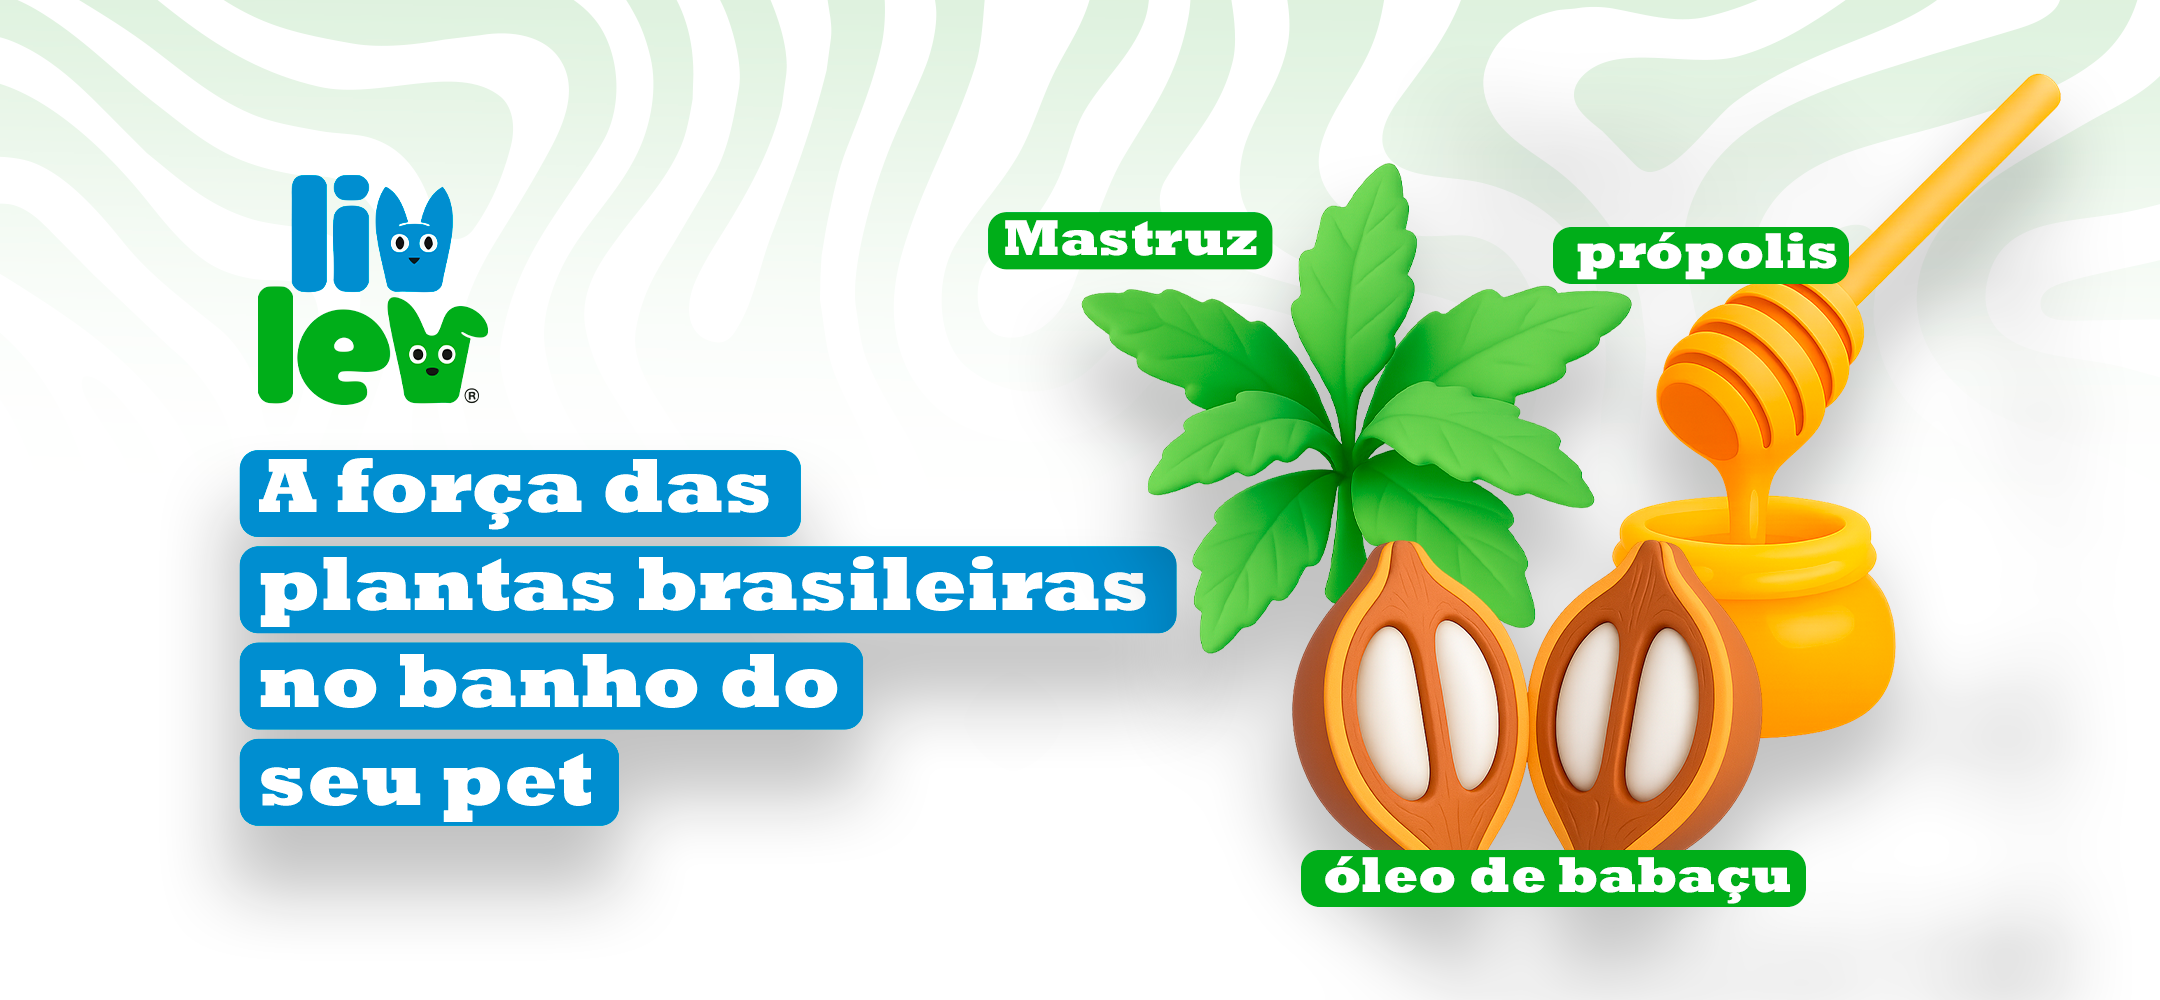 liv
lev®
A força das
plantas brasileiras
no banho do
seu pet
Mastruz
própolis
óleo de babaçu